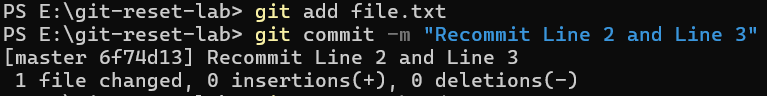 PS E:\git-reset-lab> git add file.txt
PS E:\git-reset-lab> git commit -m "Recommit Line 2 and Line 3"
[master 6f74d13] Recommit Line 2 and Line 3
1 file changed, 0 insertions(+), 0 deletions(-)